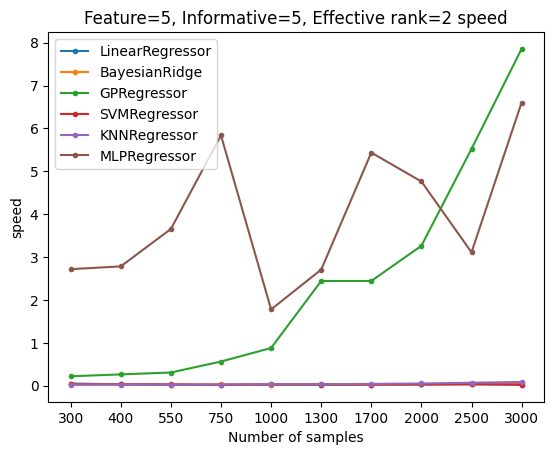 Feature=5, Informative=5, Effective rank=2 speed
8
7
6
5
4
3
2
1
0
speed
LinearRegressor
BayesianRidge
GPRegressor
SVMRegressor
KNNRegressor
MLPRegressor
300 400 550 750 1000 1300 1700 2000 2500 3000
Number of samples